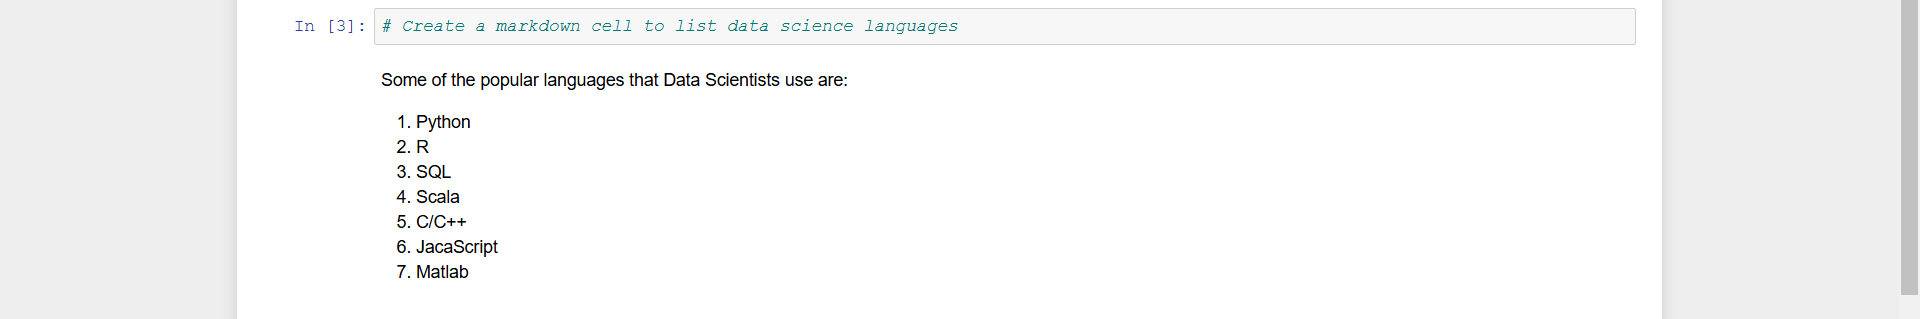 In [3]: # Create a markdown cell to list data science languages
Some of the popular languages that Data Scientists use are:
1. Python
2. R
3. SQL
4. Scala
5. C/C++
6. JacaScript
7. Matlab